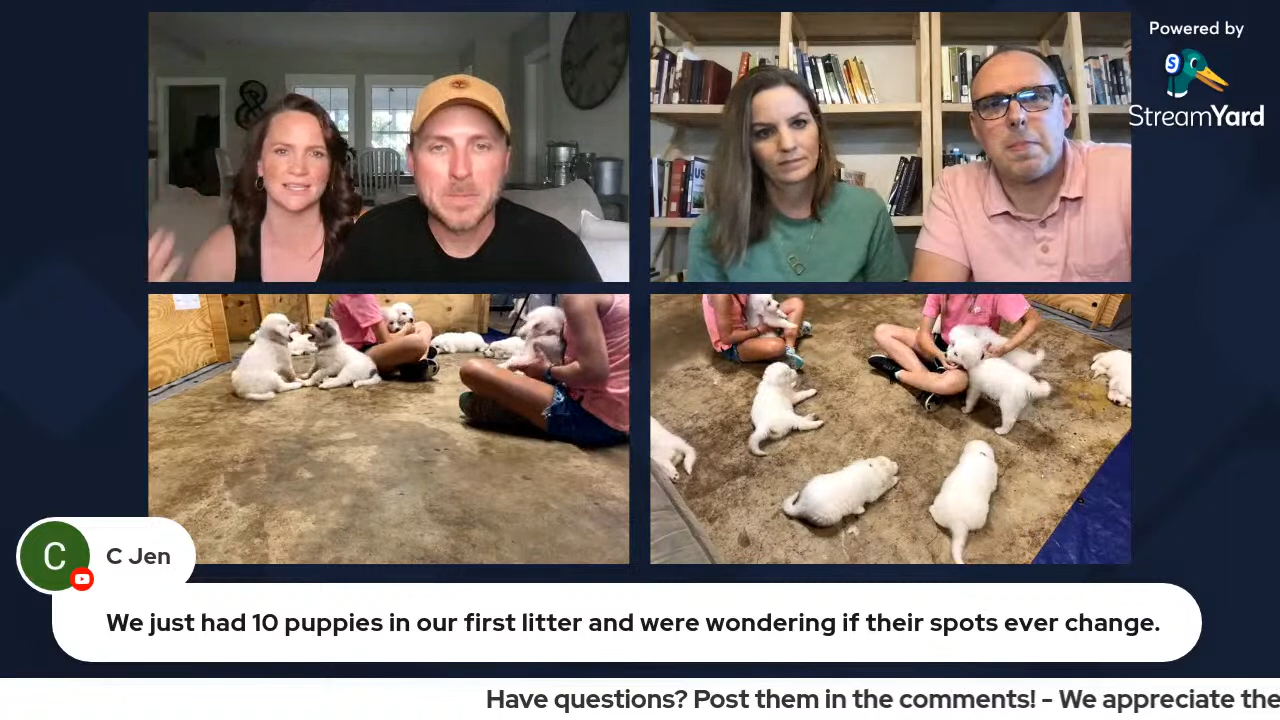 Powered by
S
StreamYard
US
C
C Jen
We just had 10 puppies in our first litter and were wondering if their spots ever change.
Have questions? Post them in the comments! - We appreciate the